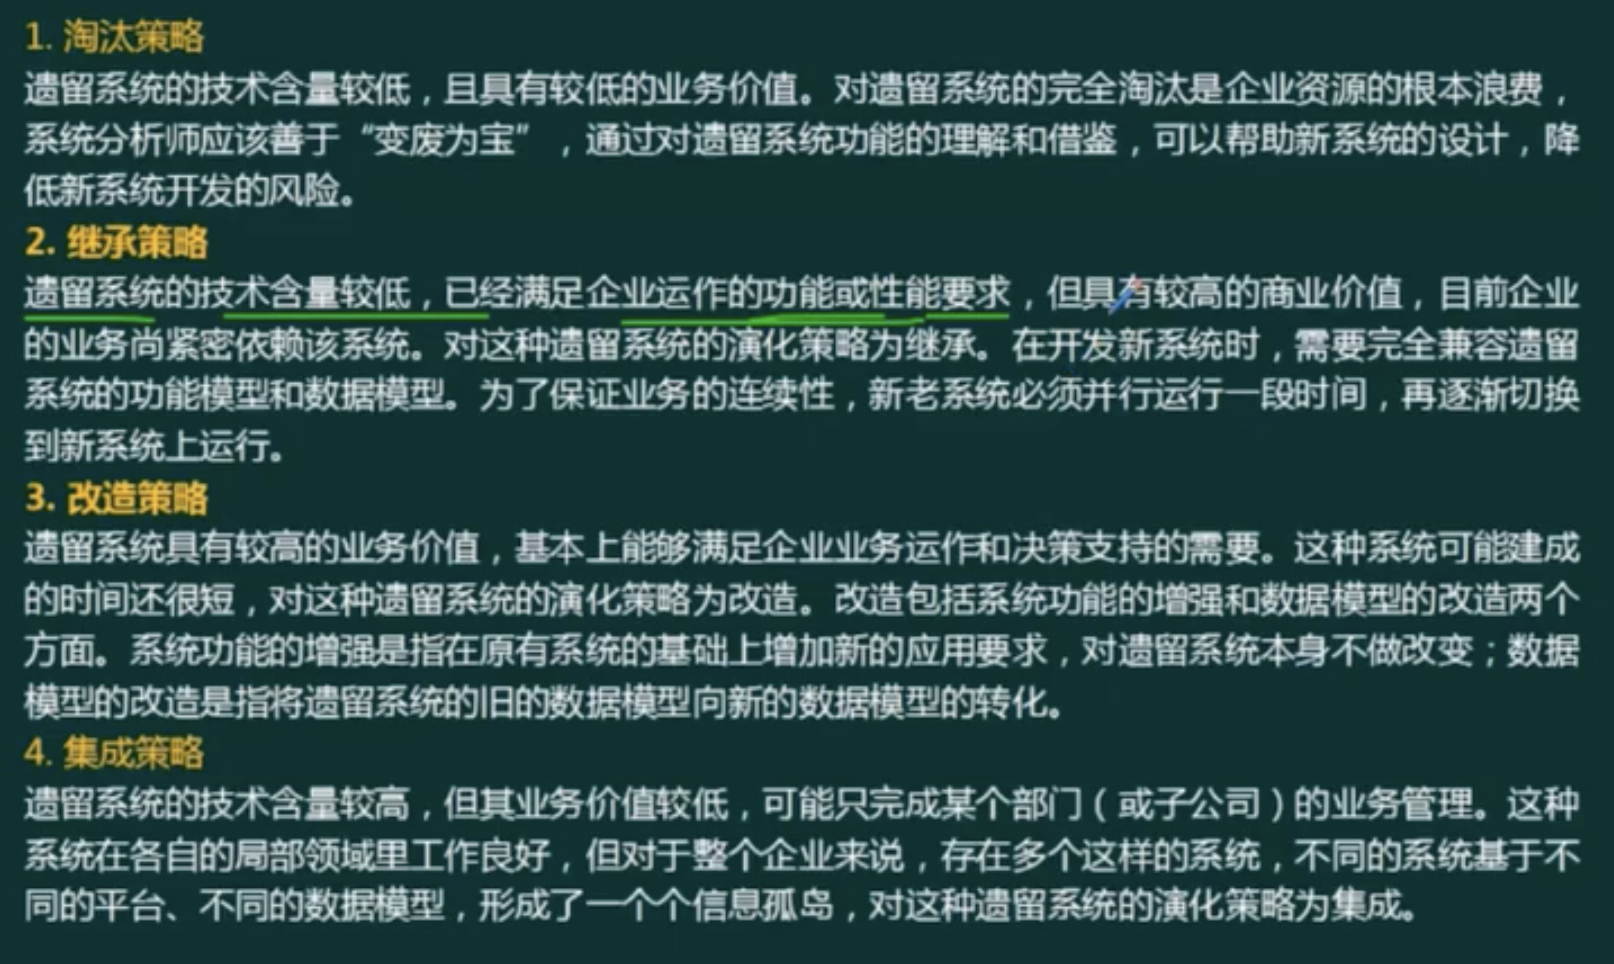 1. 淘汰策略
遗留系统的技术含量较低，且具有较低的业务价值。对遗留系统的完全淘汰是企业资源的根本浪费，
系统分析师应该善于“变废为宝”，通过对遗留系统功能的理解和借鉴，可以帮助新系统的设计，降
低新系统开发的风险。
2. 继承策略
遗留系统的技术含量较低，已经满足企业运作的功能或性能要求，但具有较高的商业价值，目前企业
的业务尚紧密依赖该系统。对这种遗留系统的演化策略为继承。在开发新系统时，需要完全兼容遗留
系统的功能模型和数据模型。为了保证业务的连续性，新老系统必须并行运行一段时间，再逐渐切换
到新系统上运行。
3. 改造策略
遗留系统具有较高的业务价值，基本上能够满足企业业务运作和决策支持的需要。这种系统可能建成
的时间还很短，对这种遗留系统的演化策略为改造。改造包括系统功能的增强和数据模型的改造两个
方面。系统功能的增强是指在原有系统的基础上增加新的应用要求，对遗留系统本身不做改变；数据
模型的改造是指将遗留系统的旧的数据模型向新的数据模型的转化。
4. 集成策略
遗留系统的技术含量较高，但其业务价值较低，可能只完成某个部门（或子公司）的业务管理。这种
系统在各自的局部领域里工作良好，但对于整个企业来说，存在多个这样的系统，不同的系统基于不
同的平台、不同的数据模型，形成了一个个信息孤岛，对这种遗留系统的演化策略为集成。